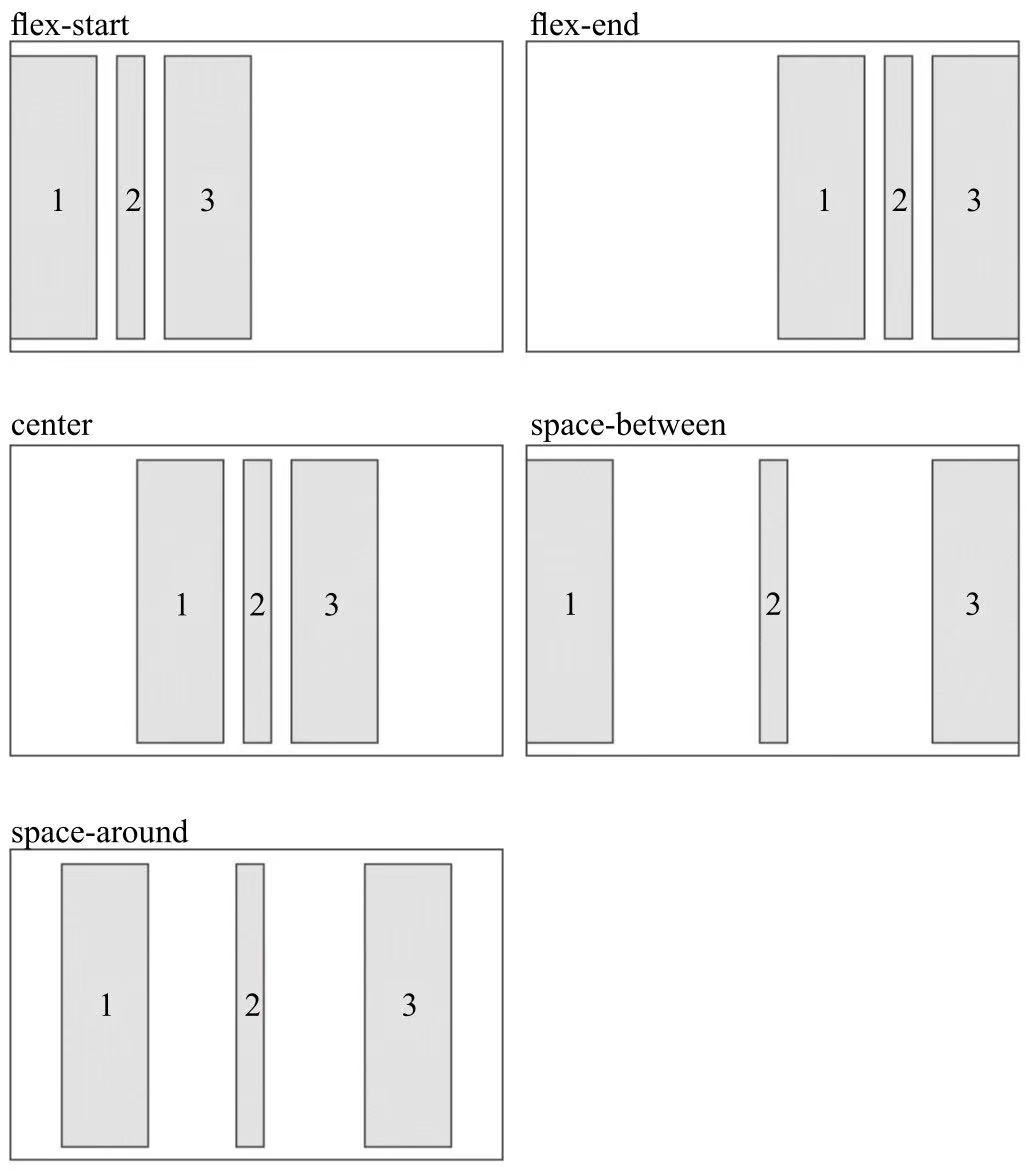 flex-start
1 2 3
flex-end
1 2 3
center
1 2 3
space-between
1 2 3
space-around
1 2 3